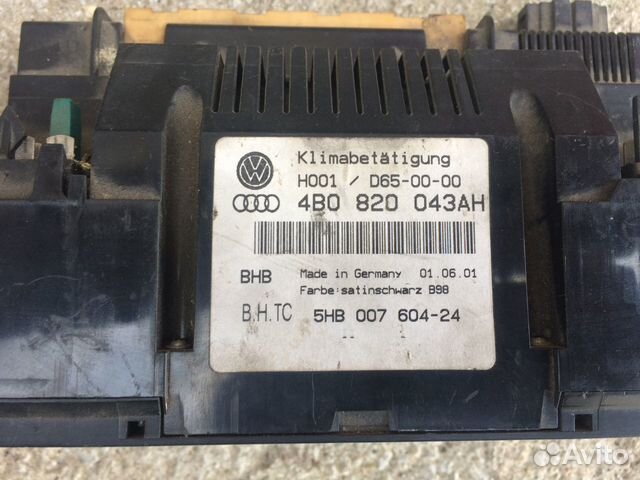 Klimabetätigung
H001 / D65-00-00
4B0 820 043AH
BHB Made in Germany 01.06.01
Farbe:satinschwarz B98
B.H.TC 5HB 007 604-24
Avito